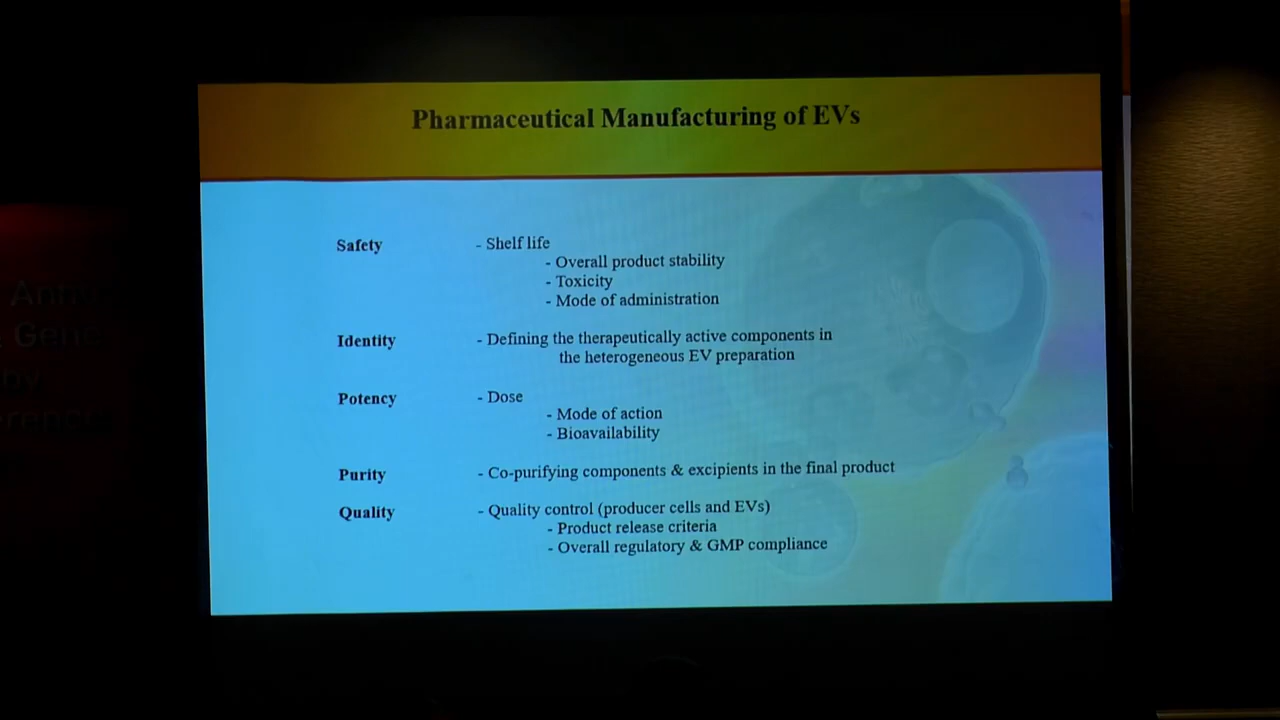 Pharmaceutical Manufacturing of EVs
Safety - Shelf life
- Overall product stability
- Toxicity
- Mode of administration
Identity - Defining the therapeutically active components in
the heterogeneous EV preparation
Potency - Dose
- Mode of action
- Bioavailability
Purity - Co-purifying components & excipients in the final product
Quality - Quality control (producer cells and EVs)
- Product release criteria
- Overall regulatory & GMP compliance